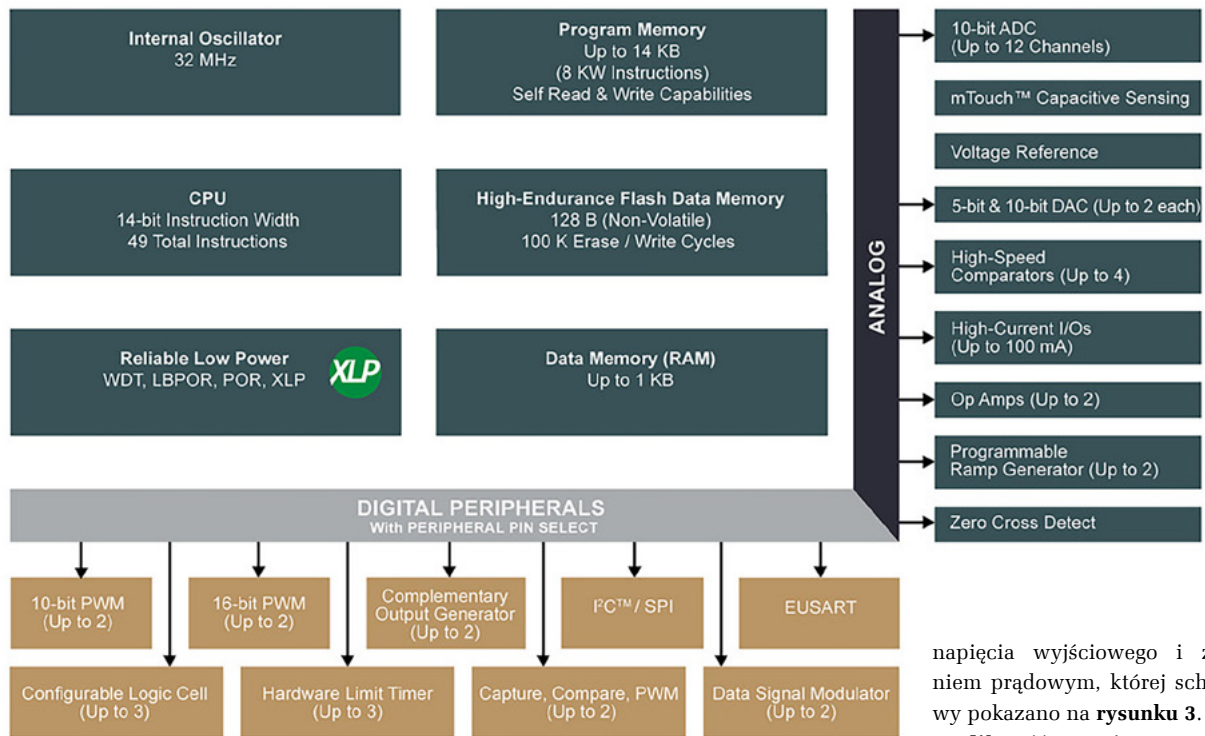 Internal Oscillator
32 MHz
Program Memory
Up to 14 KB
(8 KW Instructions)
Self Read & Write Capabilities
CPU
14-bit Instruction Width
49 Total Instructions
High-Endurance Flash Data Memory
128 B (Non-Volatile)
100 K Erase / Write Cycles
Reliable Low Power
WDT, LBPOR, POR, XLP
XLP
Data Memory (RAM)
Up to 1 KB
ANALOG
10-bit ADC
(Up to 12 Channels)
mTouch™ Capacitive Sensing
Voltage Reference
5-bit & 10-bit DAC (Up to 2 each)
High-Speed
Comparators (Up to 4)
High-Current I/Os
(Up to 100 mA)
Op Amps (Up to 2)
Programmable
Ramp Generator (Up to 2)
Zero Cross Detect
DIGITAL PERIPHERALS
With PERIPHERAL PIN SELECT
10-bit PWM
(Up to 2)
16-bit PWM
(Up to 2)
Complementary
Output Generator
(Up to 2)
I²C™ / SPI
EUSART
Configurable Logic Cell
(Up to 3)
Hardware Limit Timer
(Up to 3)
Capture, Compare, PWM
(Up to 2)
Data Signal Modulator
(Up to 2)
napięcia wyjściowego i z
niem prądowym, której sch
wy pokazano na rysunku 3.